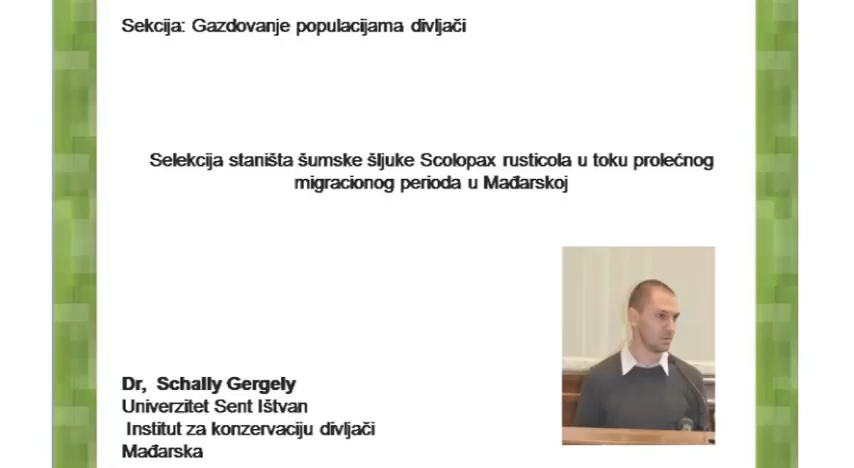 Sekcija: Gazdovanje populacijama divljači
Selekcija staništa šumske šljuke Scolopax rusticola u toku prolećnog
migracionog perioda u Mađarskoj
Dr, Schally Gergely
Univerzitet Sent Ištvan
Institut za konzervaciju divljači
Mađarska